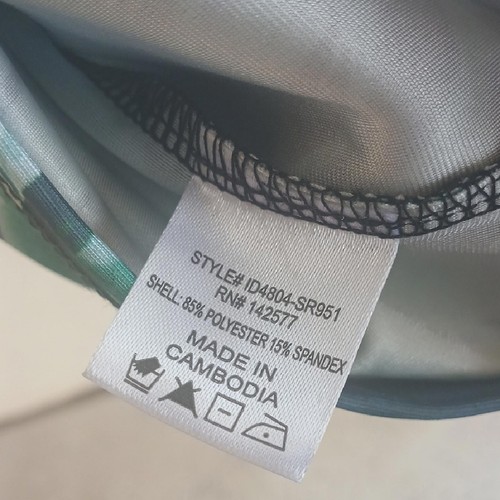 STYLE# ID4804-SR951
RN# 142577
SHELL: 85% POLYESTER 15% SPANDEX
MADE IN
CAMBODIA